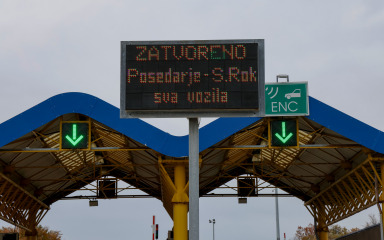 ZATVORENO
Posedarje-S.Rok
sva vozila
ENC